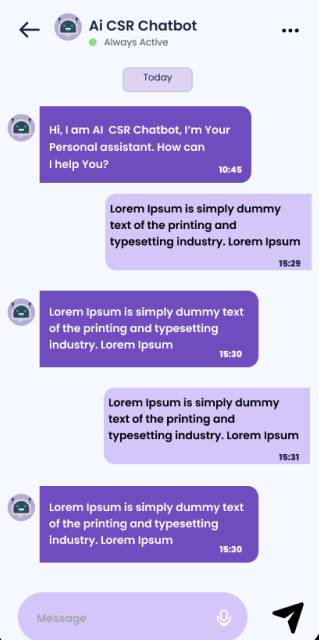 Ai CSR Chatbot
Always Active
Today
Hi, I am AI CSR Chatbot, I'm Your
Personal assistant. How can
I help You?
10:45
Lorem Ipsum is simply dummy
text of the printing and
typesetting industry. Lorem Ipsum
15:29
Lorem Ipsum is simply dummy text
of the printing and typesetting
industry. Lorem Ipsum
15:30
Lorem Ipsum is simply dummy
text of the printing and
typesetting industry. Lorem Ipsum
15:31
Lorem Ipsum is simply dummy text
of the printing and typesetting
industry. Lorem Ipsum
15:30
Message